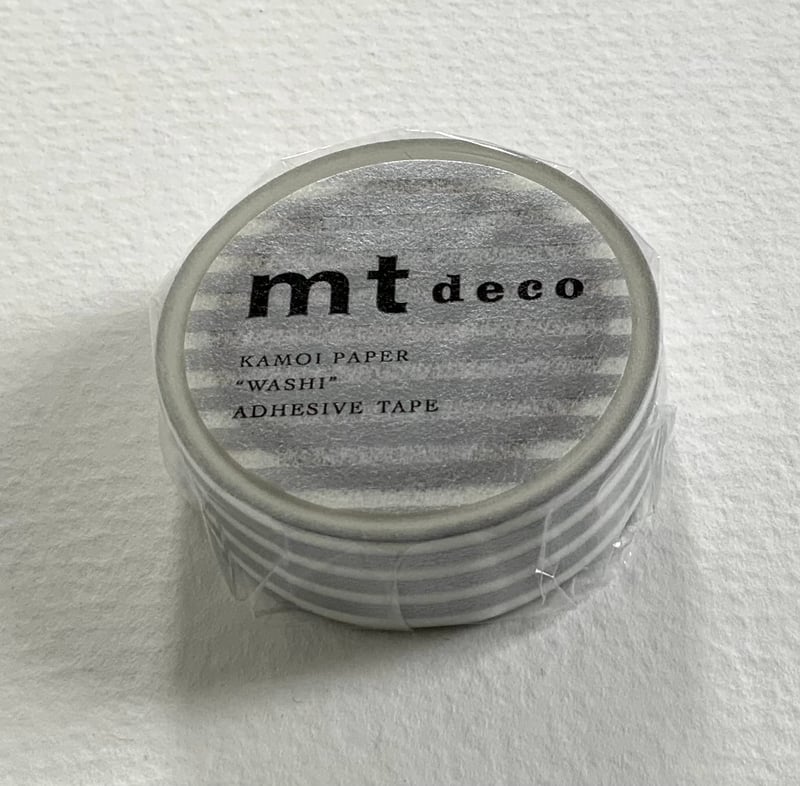 mt deco
KAMOI PAPER
“WASHI”
ADHESIVE TAPE